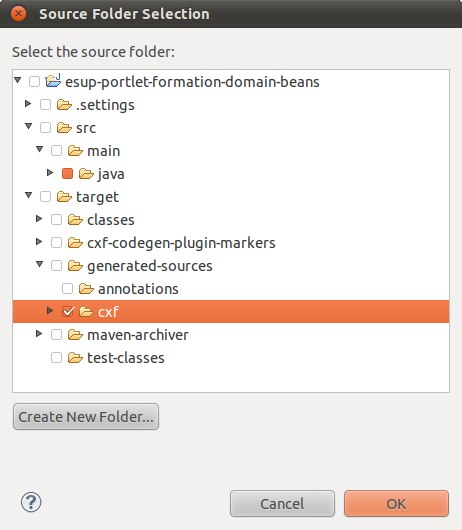 Source Folder Selection
Select the source folder:
esup-portlet-formation-domain-beans
.settings
src
main
java
target
classes
cxf-codegen-plugin-markers
generated-sources
annotations
cxf
maven-archiver
test-classes
Create New Folder...
?
Cancel
OK